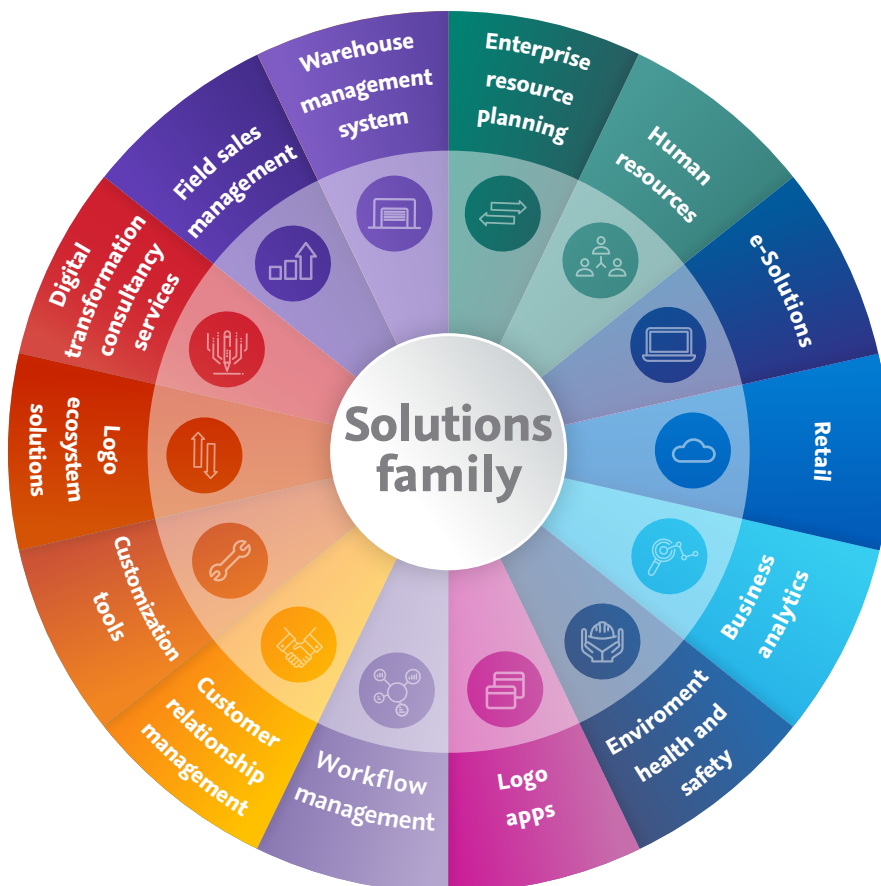 Solutions
family
Enterprise
resource
planning
Human
resources
e-Solutions
Retail
Business
analytics
Enviroment
health and
safety
Logo
apps
Workflow
management
Customer
relationship
management
Customization
tools
Logo
ecosystem
solutions
Digital
transformation
consultancy
services
Field sales
management
Warehouse
management
system